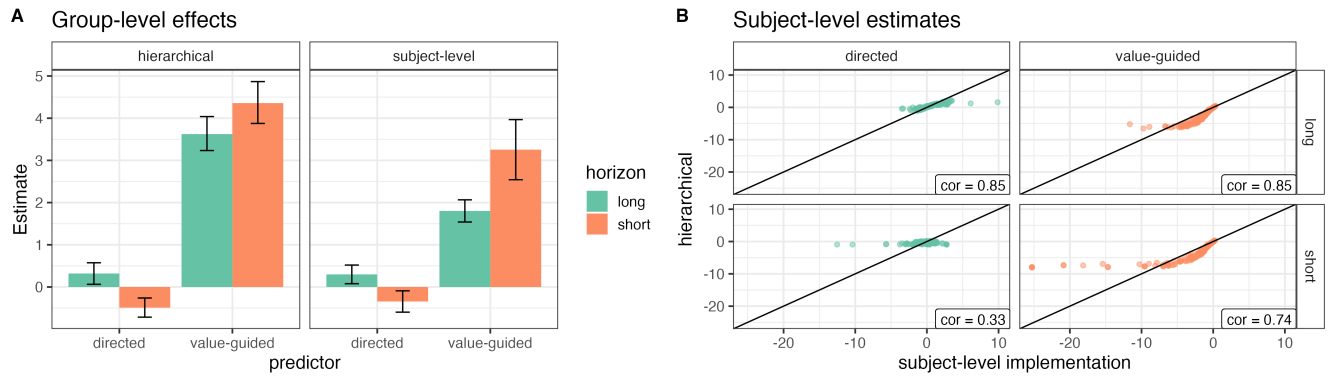 A Group-level effects
hierarchical subject-level
5
4
3
2
1
0
Estimate
directed value-guided directed value-guided
predictor
horizon
long
short
B Subject-level estimates
directed value-guided
10
0
-10
-20
cor = 0.85 cor = 0.85
long
10
0
-10
-20
cor = 0.33 cor = 0.74
short
hierarchical
-20 -10 0 10 -20 -10 0 10
subject-level implementation